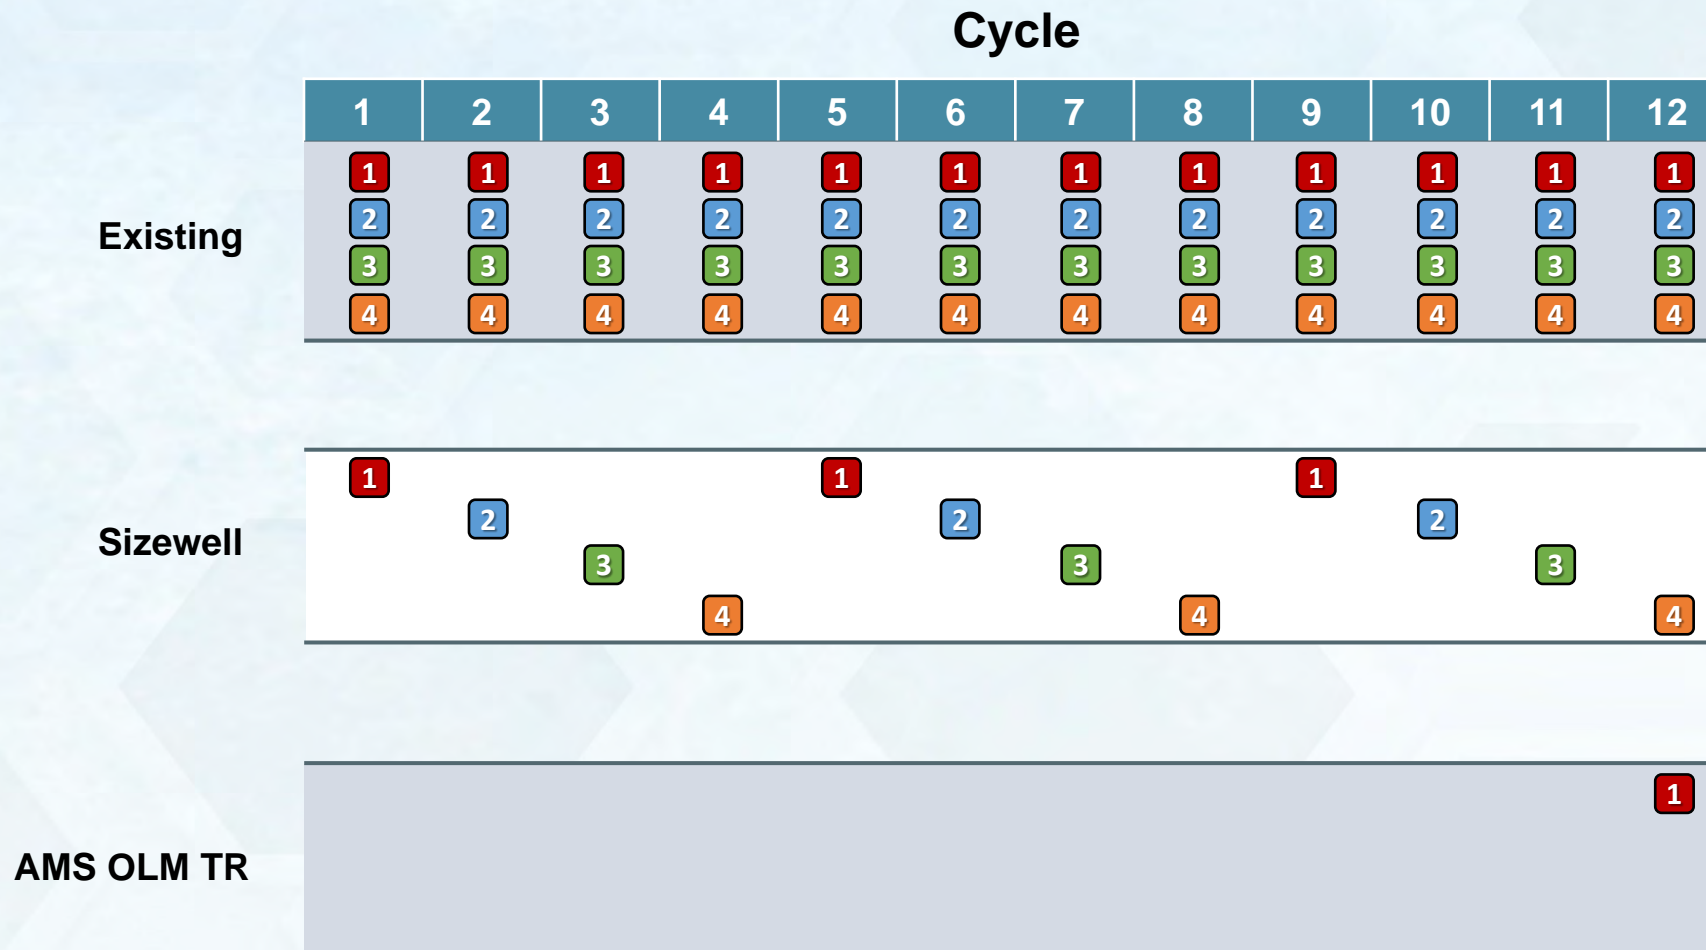 Cycle
1 2 3 4 5 6 7 8 9 10 11 12
1 1 1 1 1 1 1 1 1 1 1 1
2 2 2 2 2 2 2 2 2 2 2 2
Existing
3 3 3 3 3 3 3 3 3 3 3 3
4 4 4 4 4 4 4 4 4 4 4 4
1 1 1
2 2 2
Sizewell
3 3 3
4 4 4
1
AMS OLM TR